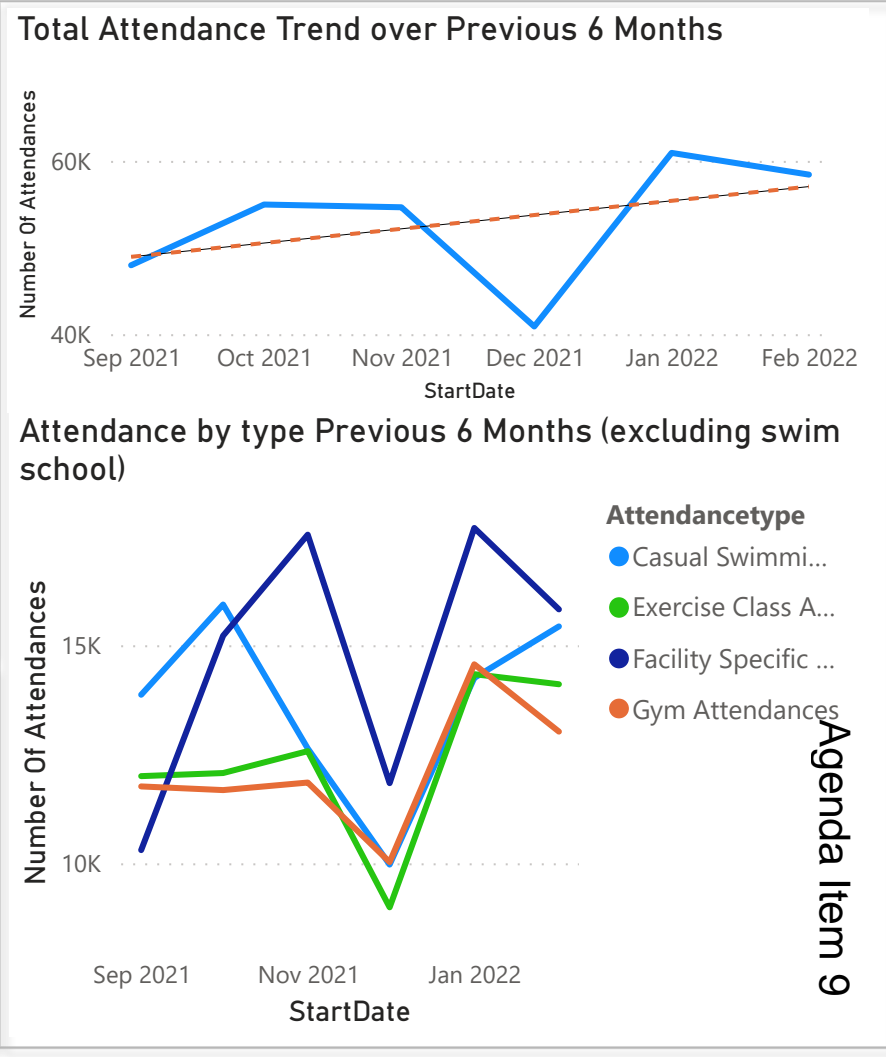 Total Attendance Trend over Previous 6 Months
Number Of Attendances
60K
40K
Sep 2021 Oct 2021 Nov 2021 Dec 2021 Jan 2022 Feb 2022
StartDate
Attendance by type Previous 6 Months (excluding swim
school)
Number Of Attendances
15K
10K
Sep 2021 Nov 2021 Jan 2022
StartDate
Attendancetype
Casual Swimmi...
Exercise Class A...
Facility Specific ...
Gym Attendances
Agenda Item 9